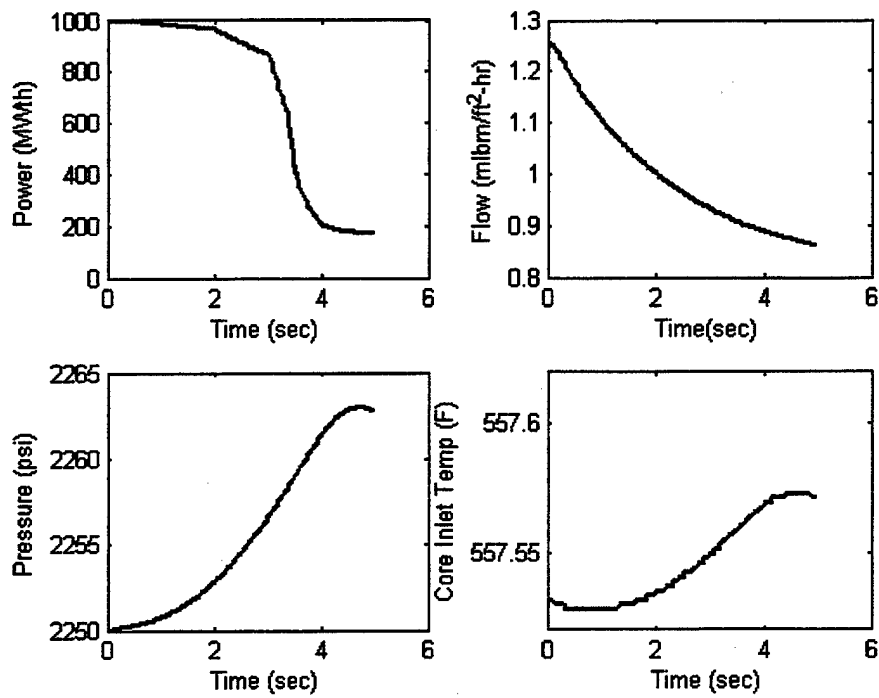 Power (MWth)
1000
800
600
400
200
0
0 2 4 6
Time (sec)
Flow (mlbm/ft²-hr)
1.3
1.2
1.1
1
0.9
0.8
0 2 4 6
Time(sec)
Pressure (psi)
2265
2260
2255
2250
0 2 4 6
Time (sec)
Core Inlet Temp (F)
557.6
557.55
0 2 4 6
Time (sec)